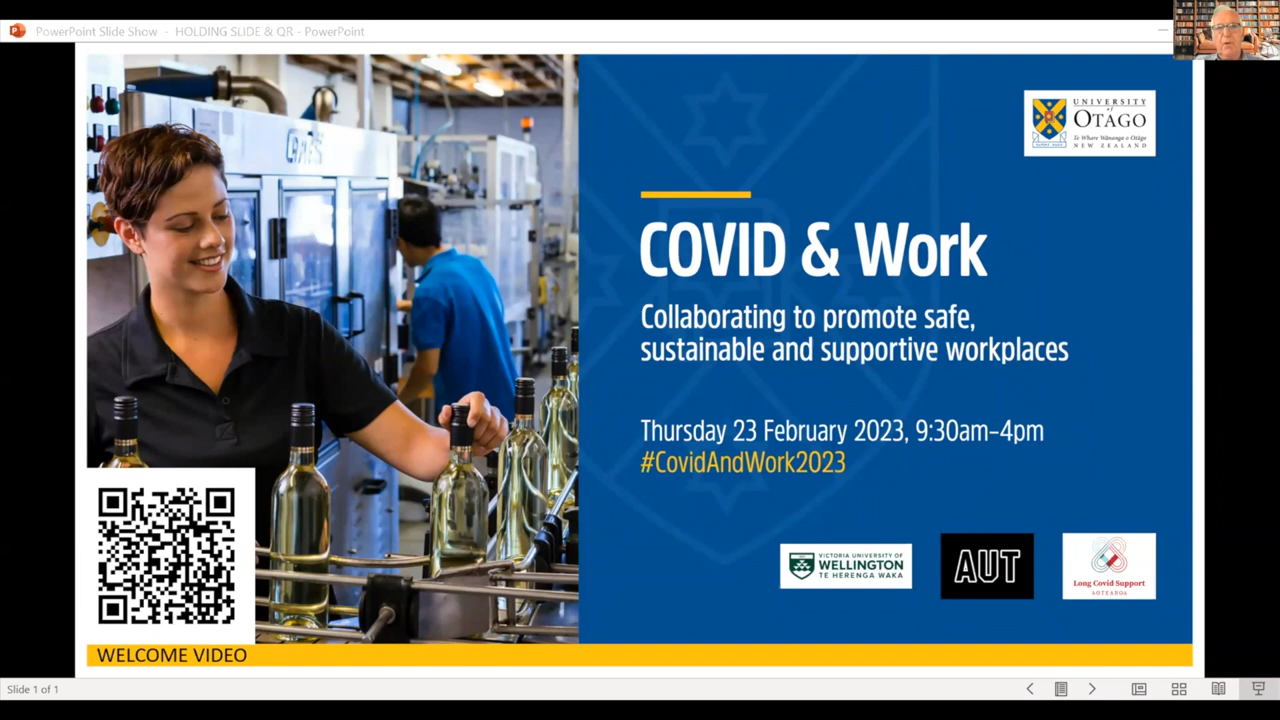 PowerPoint Slide Show - HOLDING SLIDE & QR - PowerPoint
UNIVERSITY
of
OTAGO
Te Whare Wānanga o Otāgo
NEW ZEALAND
COVID & Work
Collaborating to promote safe,
sustainable and supportive workplaces
Thursday 23 February 2023, 9:30am–4pm
#CovidAndWork2023
VICTORIA UNIVERSITY OF
WELLINGTON
TE HERENGA WAKA
AUT
Long Covid Support
AOTEAROA
WELCOME VIDEO
Slide 1 of 1